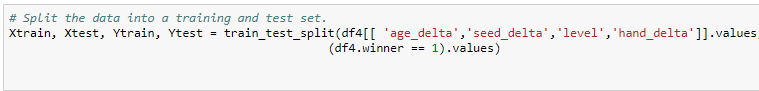 # Split the data into a training and test set.
Xtrain, Xtest, Ytrain, Ytest = train_test_split(df4[[ 'age_delta','seed_delta','level','hand_delta']].values,
(df4.winner == 1).values)